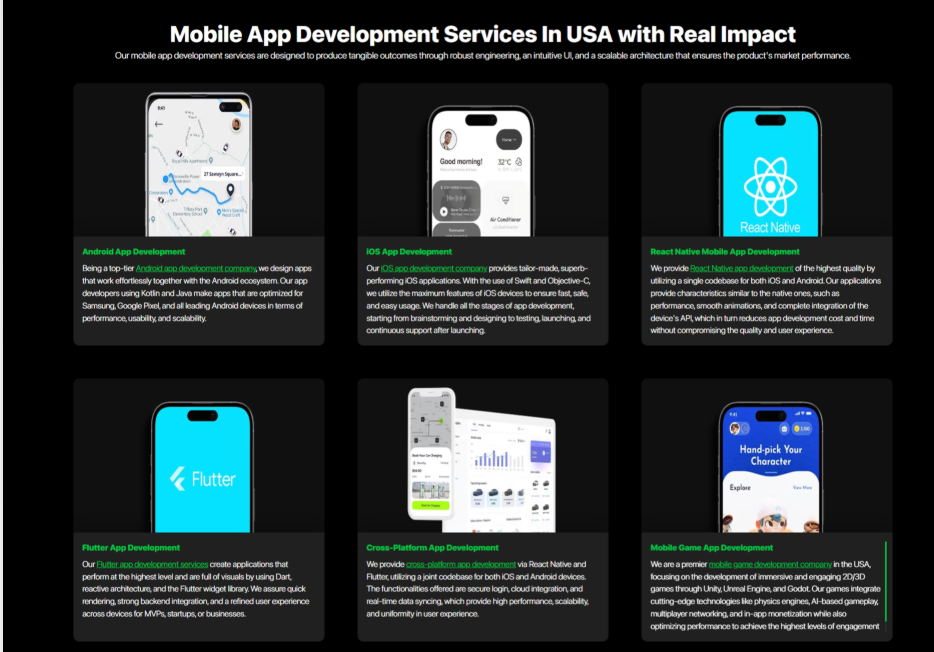 Mobile App Development Services In USA with Real Impact
Our mobile app development services are designed to produce tangible outcomes through robust engineering, an intuitive UI, and a scalable architecture that ensures the product's market performance.
9:41
27 Sawayn Square...
Android App Development
Being a top-tier Android app development company, we design apps
that work effortlessly together with the Android ecosystem. Our app
developers using Kotlin and Java make apps that are optimized for
Samsung, Google Pixel, and all leading Android devices in terms of
performance, usability, and scalability.
Home
Good morning!
32°C
Air Conditioner
iOS App Development
Our iOS app development company provides tailor-made, superb-
performing iOS applications. With the use of Swift and Objective-C,
we utilize the maximum features of iOS devices to ensure fast, safe,
and easy usage. We handle all the stages of app development,
starting from brainstorming and designing to testing, launching, and
continuous support after launching.
React Native
React Native Mobile App Development
We provide React Native app development of the highest quality by
utilizing a single codebase for both iOS and Android. Our applications
provide characteristics similar to the native ones, such as
performance, smooth animations, and complete integration of the
device's API, which in turn reduces app development cost and time
without compromising the quality and user experience.
Flutter
Flutter App Development
Our Flutter app development services create applications that
perform at the highest level and are full of visuals by using Dart,
reactive architecture, and the Flutter widget library. We assure quick
rendering, strong backend integration, and a refined user experience
across devices for MVPs, startups, or businesses.
Cross-Platform App Development
We provide cross-platform app development via React Native and
Flutter, utilizing a joint codebase for both iOS and Android devices.
The functionalities offered are secure login, cloud integration, and
real-time data syncing, which provide high performance, scalability,
and uniformity in user experience.
9:41
Hand-pick Your
Character
Explore
View More
Mobile Game App Development
We are a premier mobile game development company in the USA,
focusing on the development of immersive and engaging 2D/3D
games through Unity, Unreal Engine, and Godot. Our games integrate
cutting-edge technologies like physics engines, AI-based gameplay,
multiplayer networking, and in-app monetization while also
optimizing performance to achieve the highest levels of engagement